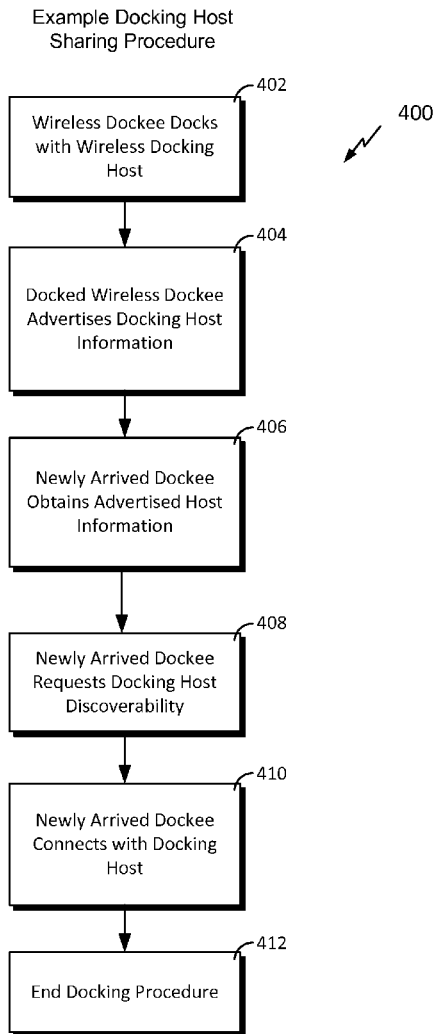 Example Docking Host
Sharing Procedure
402
400
Wireless Dockee Docks
with Wireless Docking
Host
404
Docked Wireless Dockee
Advertises Docking Host
Information
406
Newly Arrived Dockee
Obtains Advertised Host
Information
408
Newly Arrived Dockee
Requests Docking Host
Discoverability
410
Newly Arrived Dockee
Connects with Docking
Host
412
End Docking Procedure